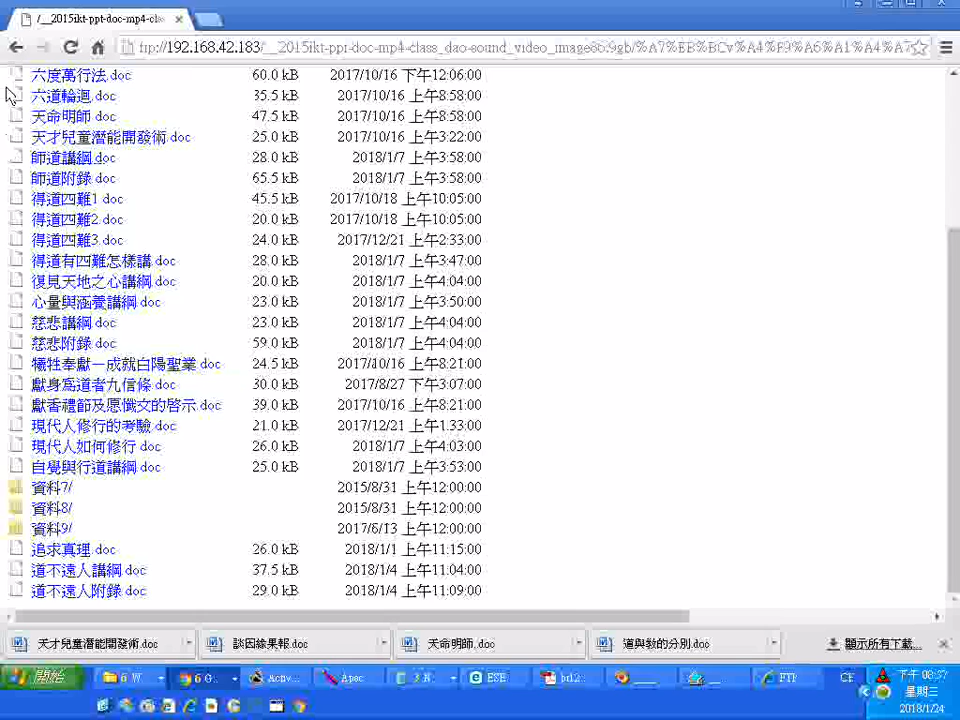 /__2015ikt-ppt-doc-mp4-clas
ftp://192.168.42.183/__2015ikt-ppt-doc-mp4-class_dao-sound_video_image86.9gb/%A7%EB%BCv%A4%F9%A6%A1%A4%A7
六度萬行法.doc 60.0 kB 2017/10/16 下午12:06:00
六道輪迴.doc 35.5 kB 2017/10/16 上午8:58:00
天命明師.doc 47.5 kB 2017/10/16 上午8:58:00
天才兒童潛能開發術.doc 25.0 kB 2017/10/16 上午3:22:00
師道講綱.doc 28.0 kB 2018/1/7 上午3:58:00
師道附錄.doc 65.5 kB 2018/1/7 上午3:58:00
得道四難1.doc 45.5 kB 2017/10/18 上午10:05:00
得道四難2.doc 20.0 kB 2017/10/18 上午10:05:00
得道四難3.doc 24.0 kB 2017/12/21 上午2:33:00
得道有四難怎樣講.doc 28.0 kB 2018/1/7 上午3:47:00
復見天地之心講綱.doc 20.0 kB 2018/1/7 上午4:04:00
心量與涵養講綱.doc 23.0 kB 2018/1/7 上午3:50:00
慈悲講綱.doc 23.0 kB 2018/1/7 上午4:04:00
慈悲附錄.doc 59.0 kB 2018/1/7 上午4:04:00
犧牲奉獻－成就白陽聖業.doc 24.5 kB 2017/10/16 上午8:21:00
獻身為道者九信條.doc 30.0 kB 2017/8/27 下午3:07:00
獻香禮節及愿懺文的啓示.doc 39.0 kB 2017/10/16 上午8:21:00
現代人修行的考驗.doc 21.0 kB 2017/12/21 上午1:33:00
現代人如何修行.doc 26.0 kB 2018/1/7 上午4:03:00
自覺與行道講綱.doc 25.0 kB 2018/1/7 上午3:53:00
資料7/ 2015/8/31 上午12:00:00
資料8/ 2015/8/31 上午12:00:00
資料9/ 2017/6/13 上午12:00:00
追求真理.doc 26.0 kB 2018/1/1 上午11:15:00
道不遠人講綱.doc 37.5 kB 2018/1/4 上午11:04:00
道不遠人附錄.doc 29.0 kB 2018/1/4 上午11:09:00
天才兒童潛能開發術.doc 談因緣果報.doc 天命明師.doc 道與教的分別.doc 顯示所有下載...
開始 6 W 6 G. Activ... Apec 3 N ESE br12... FTP CE 下午 08:37
星期三
2018/1/24